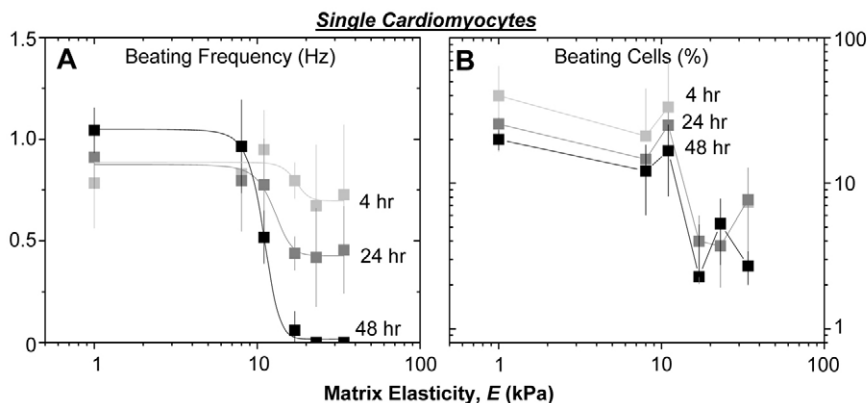 Single Cardiomyocytes
A Beating Frequency (Hz)
B Beating Cells (%)
1.5
1.0
0.5
0
4 hr
24 hr
48 hr
1 10 100
4 hr
24 hr
48 hr
100
10
1
1 10 100
Matrix Elasticity, E (kPa)